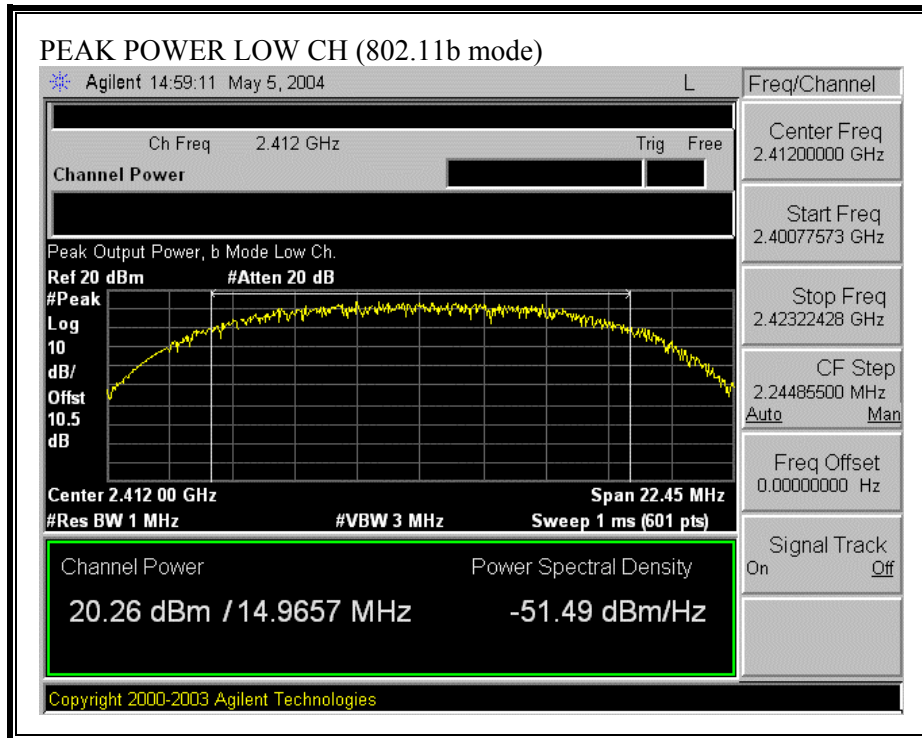 PEAK POWER LOW CH (802.11b mode)
Agilent 14:59:11 May 5, 2004 L
Freq/Channel
Ch Freq 2.412 GHz Trig Free
Channel Power
Center Freq
2.41200000 GHz
Start Freq
2.40077573 GHz
Stop Freq
2.42322428 GHz
CF Step
2.24485500 MHz
Auto Man
Freq Offset
0.00000000 Hz
Signal Track
On Off
Peak Output Power, b Mode Low Ch.
Ref 20 dBm #Atten 20 dB
#Peak
Log
10
dB/
Offst
10.5
dB
Center 2.412 00 GHz Span 22.45 MHz
#Res BW 1 MHz #VBW 3 MHz Sweep 1 ms (601 pts)
Channel Power Power Spectral Density
20.26 dBm / 14.9657 MHz -51.49 dBm/Hz
Copyright 2000-2003 Agilent Technologies